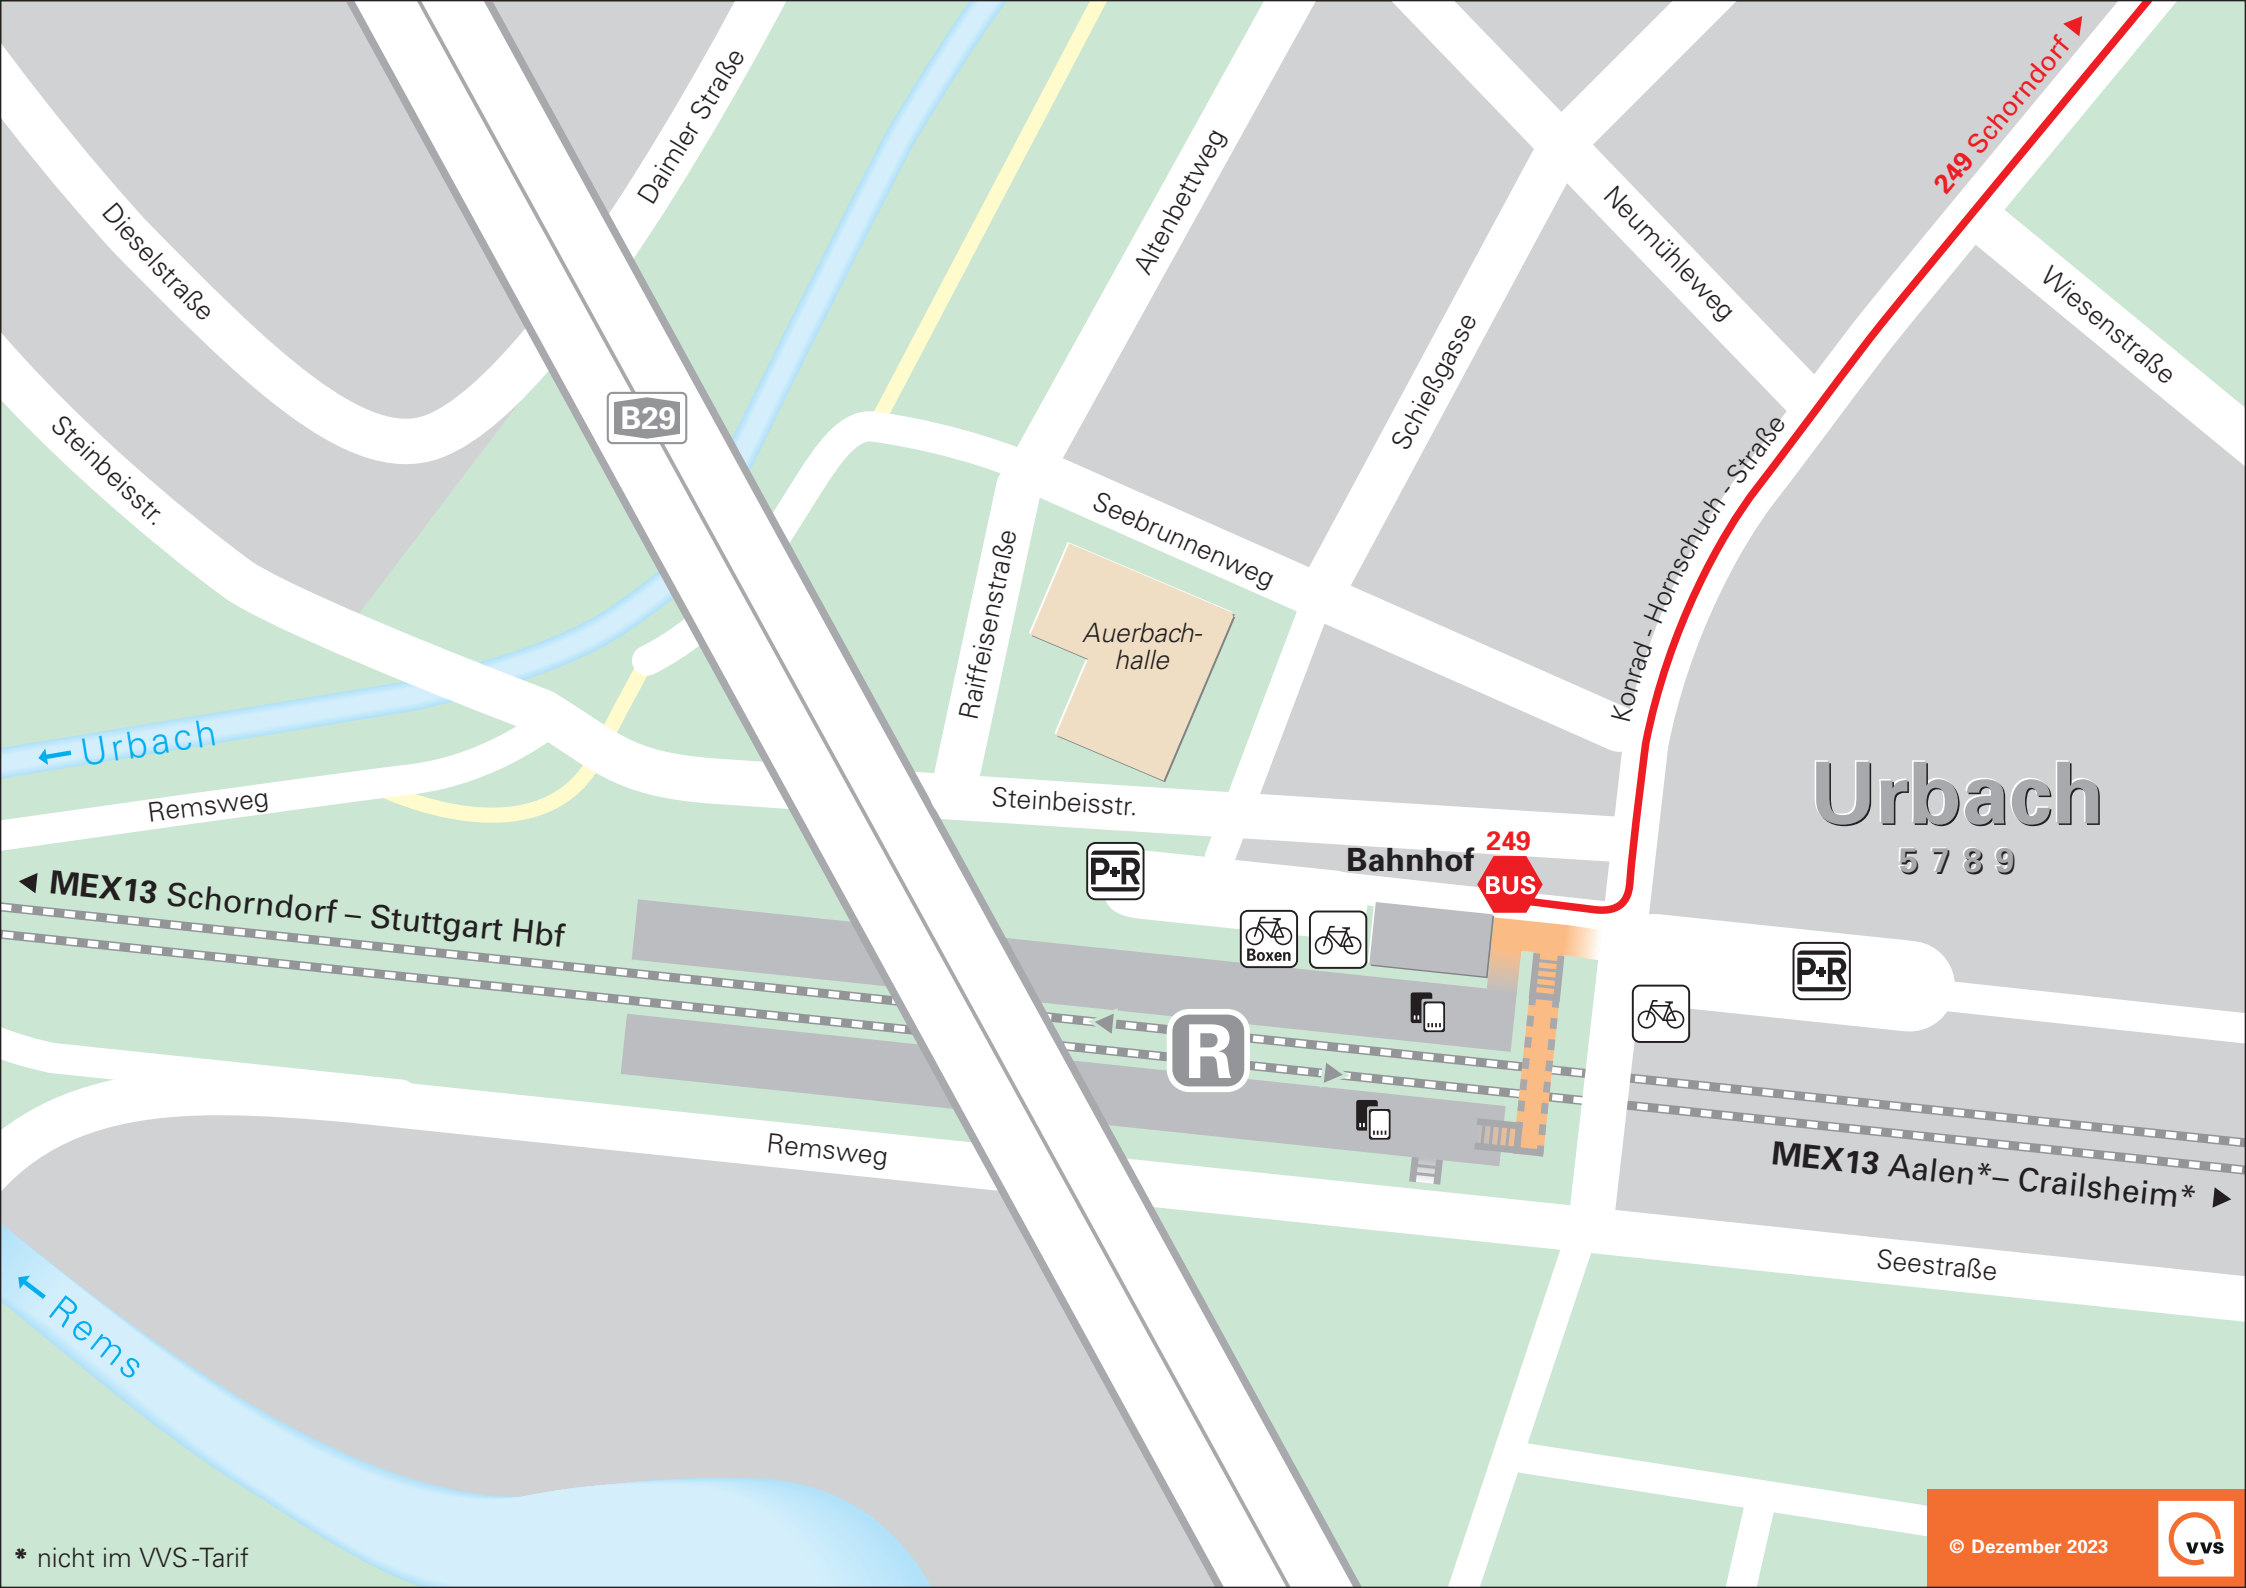 249 Schorndorf
Daimler Straße
Dieselstraße
Altenbettweg
Neumühleweg
Wiesenstraße
Schießgasse
B29
Steinbeisstr.
Konrad - Hornschuch - Straße
Seebrunnenweg
Raiffeisenstraße
Auerbach-
halle
← Urbach
Remsweg
Steinbeisstr.
Urbach
5 7 8 9
249
Bahnhof
BUS
P+R
MEX13 Schorndorf – Stuttgart Hbf
Boxen
P+R
R
Remsweg
MEX13 Aalen*– Crailsheim*
Seestraße
← Rems
* nicht im VVS-Tarif
© Dezember 2023
VVS